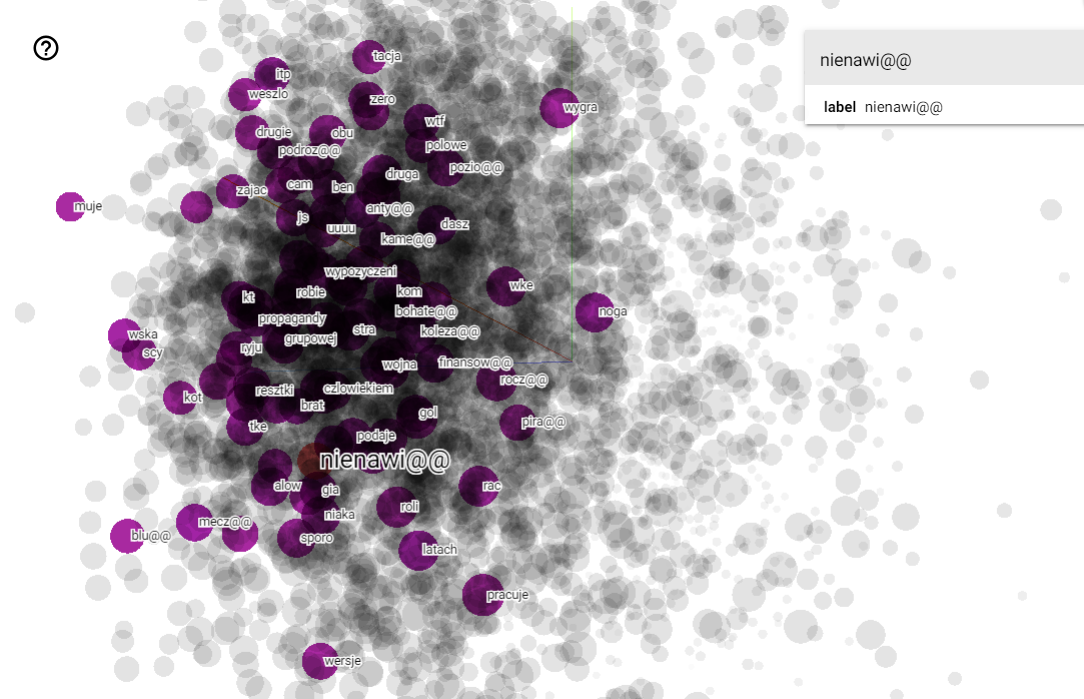 ?
nienawi@@
label nienawi@@
tacja
itp
weszlo
zero
wygra
wtf
drugie
obu
polowe
podroz@@
pozio@@
druga
cam
ben
zajac
muje
anty@@
js
dasz
uuuu
kame@@
wypozyczeni
wke
robie
kom
kt
bohate@@
noga
propagandy
stra
koleza@@
wska
grupowej
ryju
scy
wojna
finansow@@
rocz@@
resztki
czlowiekiem
kot
brat
gol
pira@@
tke
podaje
nienawi@@
alow
gia
rac
roli
niaka
mecz@@
blu@@
sporo
latach
pracuje
wersje